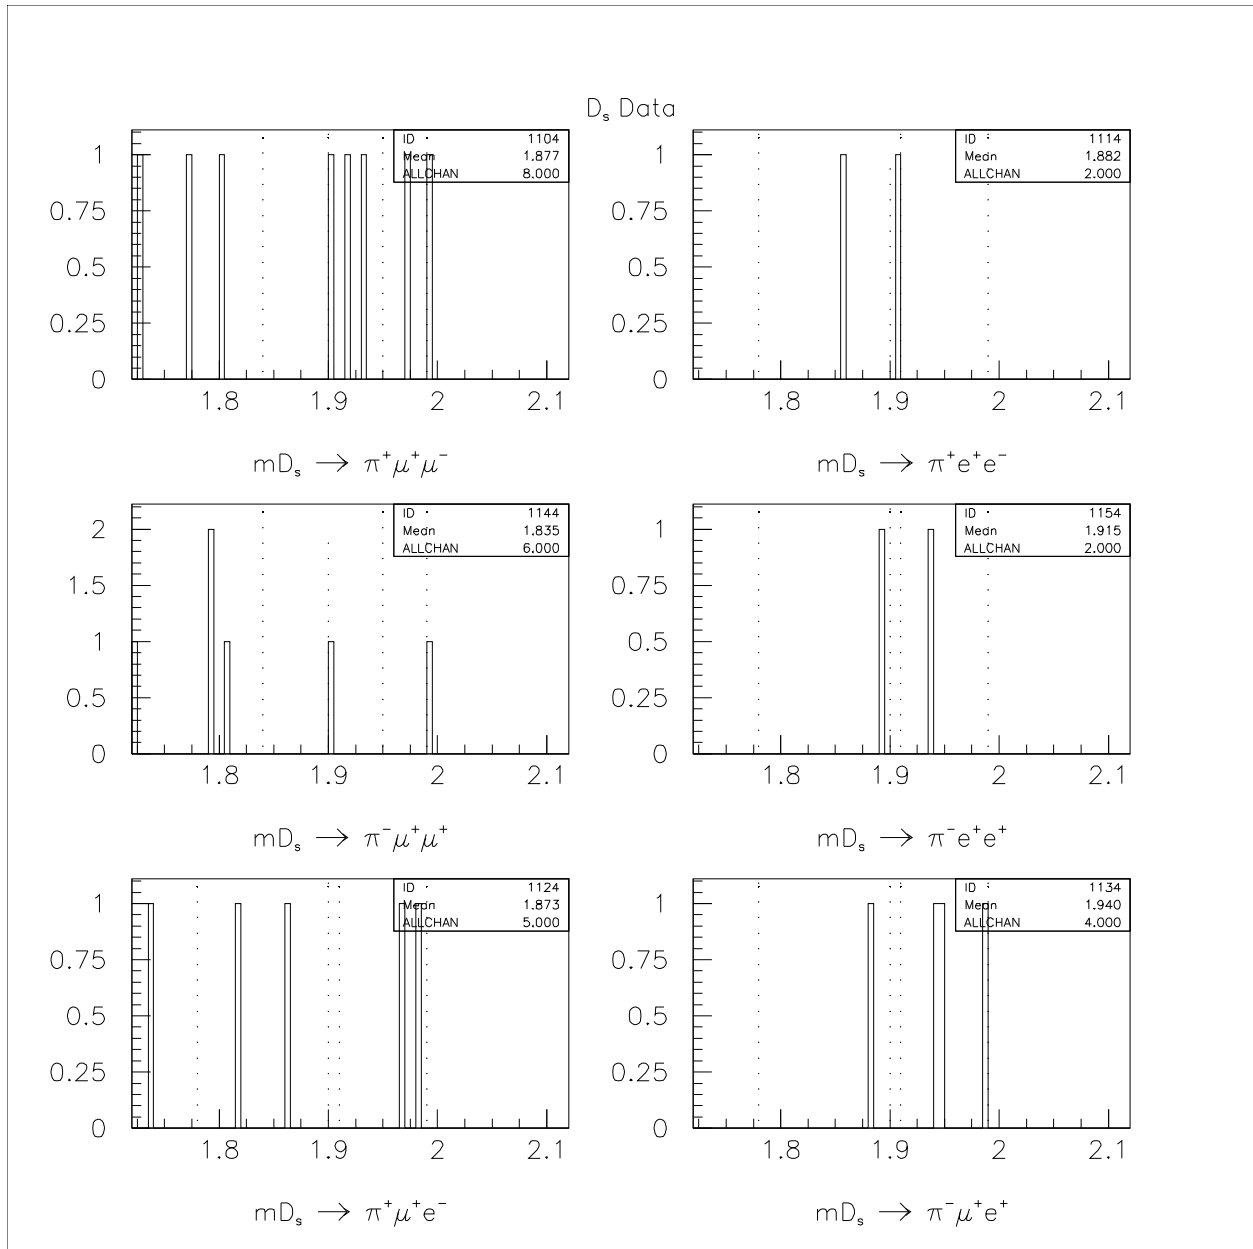 Dₛ Data
ID 1104
Mean 1.877
ALLCHAN 8.000
1
0.75
0.5
0.25
0
1.8 1.9 2 2.1
mDₛ → π⁺μ⁺μ⁻
ID 1114
Mean 1.882
ALLCHAN 2.000
1
0.75
0.5
0.25
0
1.8 1.9 2 2.1
mDₛ → π⁺e⁺e⁻
ID 1144
Mean 1.835
ALLCHAN 6.000
2
1.5
1
0.5
0
1.8 1.9 2 2.1
mDₛ → π⁻μ⁺μ⁺
ID 1154
Mean 1.915
ALLCHAN 2.000
1
0.75
0.5
0.25
0
1.8 1.9 2 2.1
mDₛ → π⁻e⁺e⁺
ID 1124
Mean 1.873
ALLCHAN 5.000
1
0.75
0.5
0.25
0
1.8 1.9 2 2.1
mDₛ → π⁺μ⁺e⁻
ID 1134
Mean 1.940
ALLCHAN 4.000
1
0.75
0.5
0.25
0
1.8 1.9 2 2.1
mDₛ → π⁻μ⁺e⁺